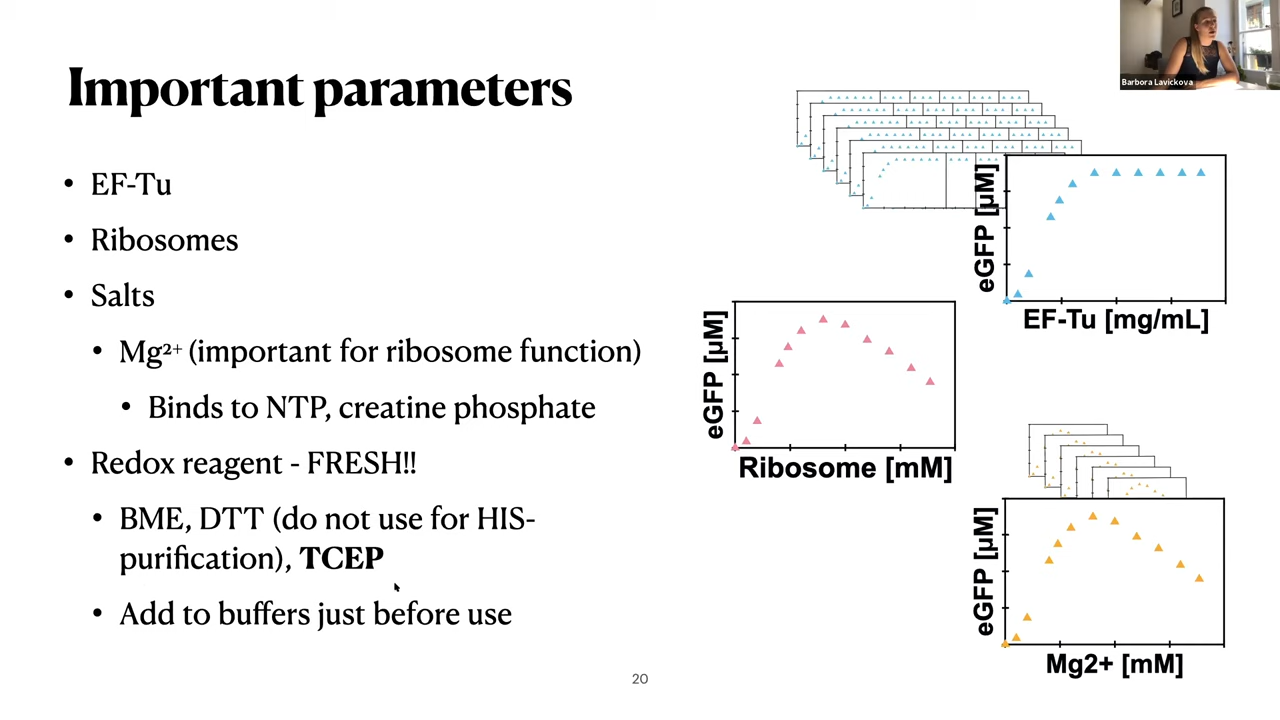 Barbora Lavickova
Important parameters
• EF-Tu
• Ribosomes
• Salts
• Mg²⁺ (important for ribosome function)
• Binds to NTP, creatine phosphate
• Redox reagent - FRESH!!
• BME, DTT (do not use for HIS-
purification), TCEP
• Add to buffers just before use
eGFP [µM]
EF-Tu [mg/mL]
eGFP [µM]
Ribosome [mM]
eGFP [µM]
Mg2+ [mM]
20